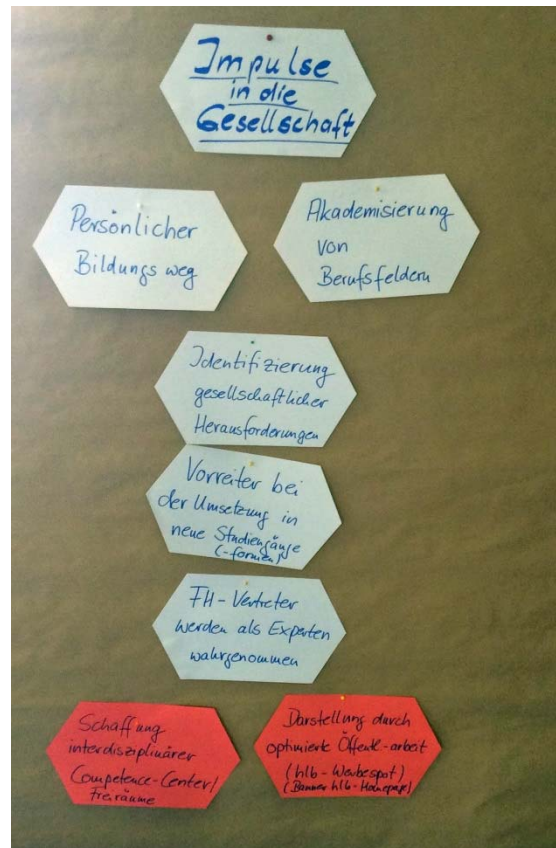 Impulse
in die
Gesellschaft
Persönlicher
Bildungsweg
Akademisierung
von
Berufsfeldern
Identifizierung
gesellschaftlicher
Herausforderungen
Vorreiter bei
der Umsetzung in
neue Studiengänge
(-formen)
FH-Vertreter
werden als Experten
wahrgenommen
Schaffung
interdisziplinärer
Competence-Center/
Freiräume
Darstellung durch
optimierte Öffentl-arbeit
(hlb-Werbespot)
(Banner hlb-Homepage)